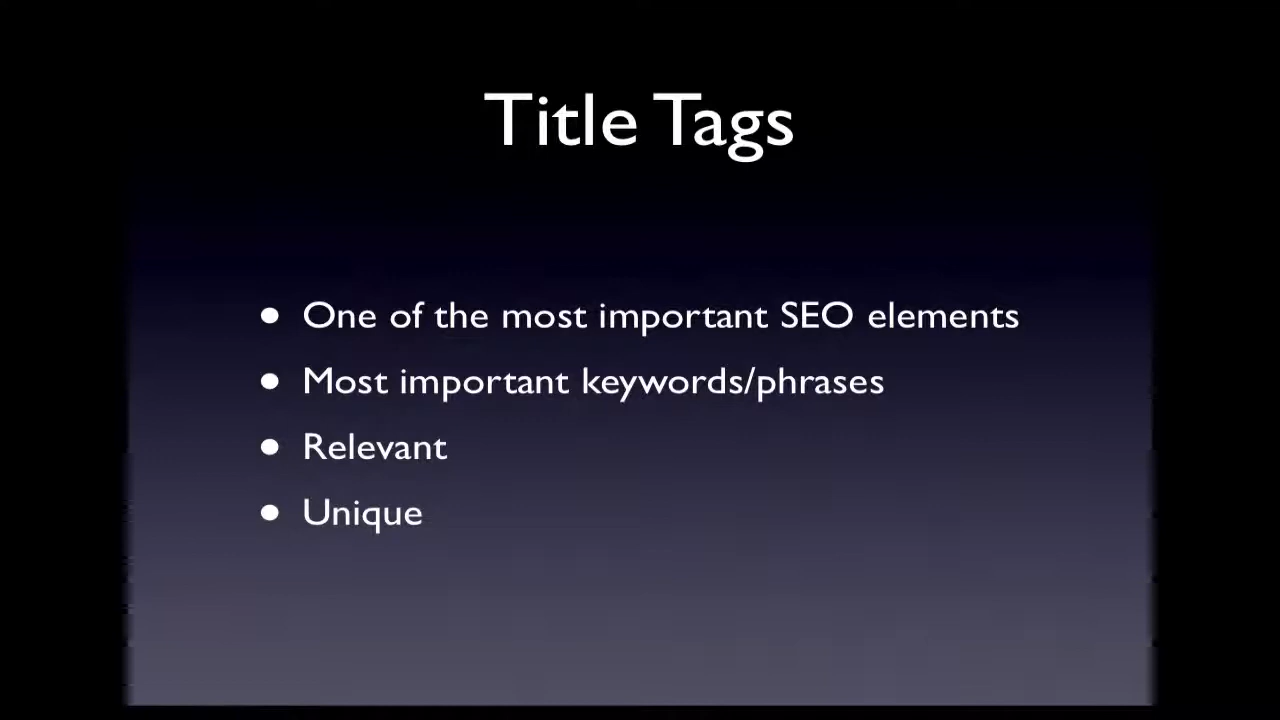 Title Tags
• One of the most important SEO elements
• Most important keywords/phrases
• Relevant
• Unique